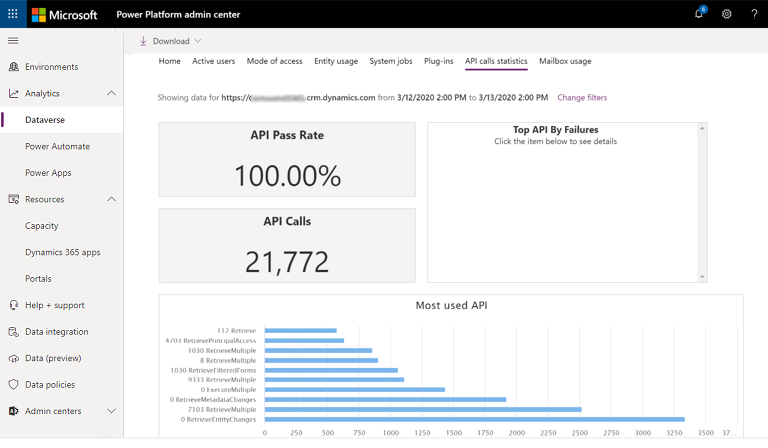 Microsoft Power Platform admin center 6 ?
Download
Home Active users Mode of access Entity usage System jobs Plug-ins API calls statistics Mailbox usage
Environments
Analytics
Dataverse
Power Automate
Power Apps
Resources
Capacity
Dynamics 365 apps
Portals
Help + support
Data integration
Data (preview)
Data policies
Admin centers
Showing data for https:// .crm.dynamics.com from 3/12/2020 2:00 PM to 3/13/2020 2:00 PM Change filters
API Pass Rate
100.00%
API Calls
21,772
Top API By Failures
Click the item below to see details
Most used API
112 Retrieve
4703 RetrievePrincipalAccess
1030 RetrieveMultiple
8 RetrieveMultiple
1030 RetrieveFilteredForms
9333 RetrieveMultiple
0 ExecuteMultiple
0 RetrieveMetadataChanges
7103 RetrieveMultiple
0 RetrieveEntityChanges
0 250 500 750 1000 1250 1500 1750 2000 2250 2500 2750 3000 3250 3500 37...